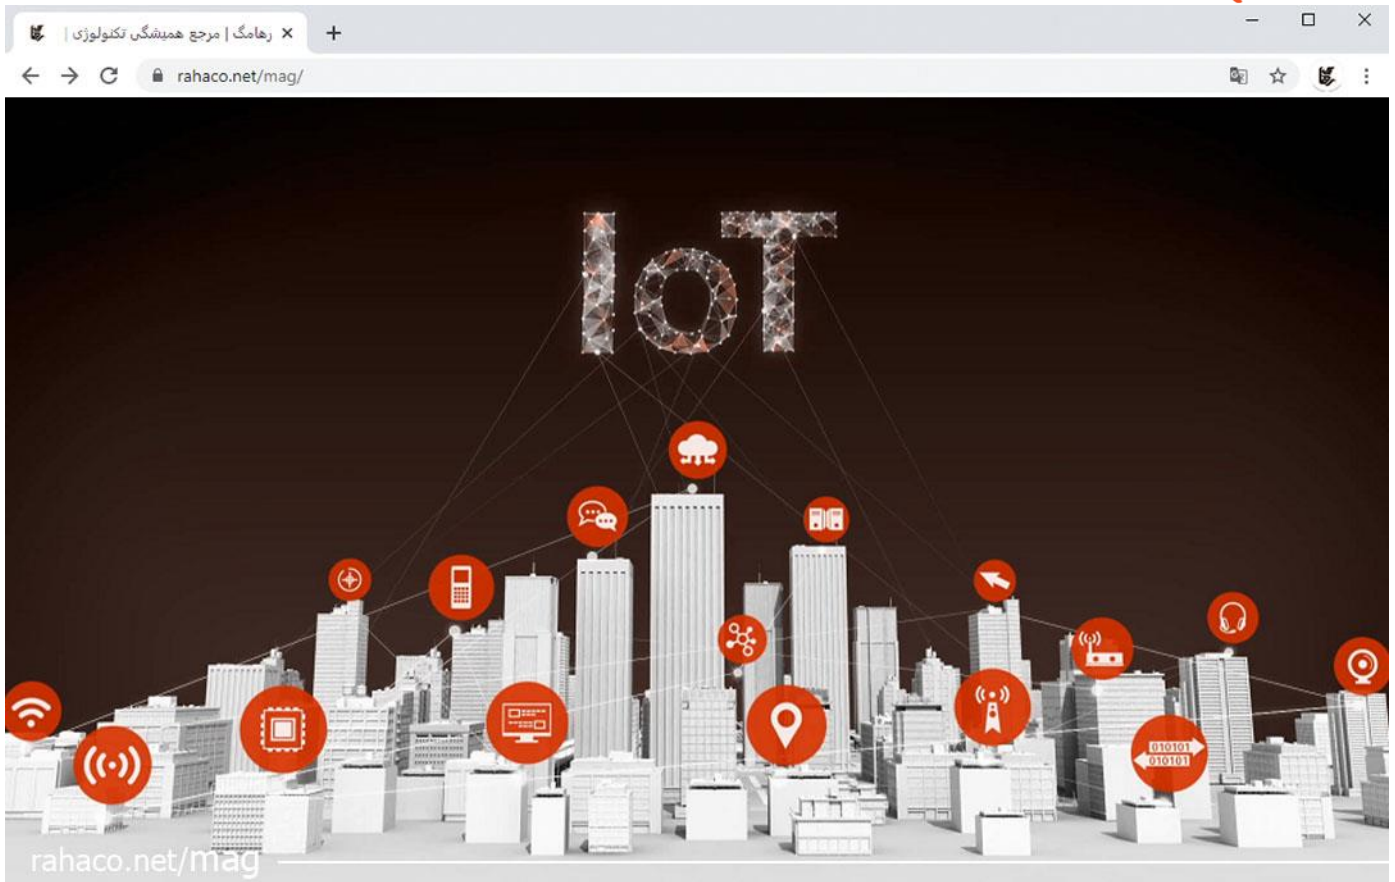 رهامگ | مرجع همیشگی تکنولوژی |
rahaco.net/mag/
IoT
010101
010101
rahaco.net/mag